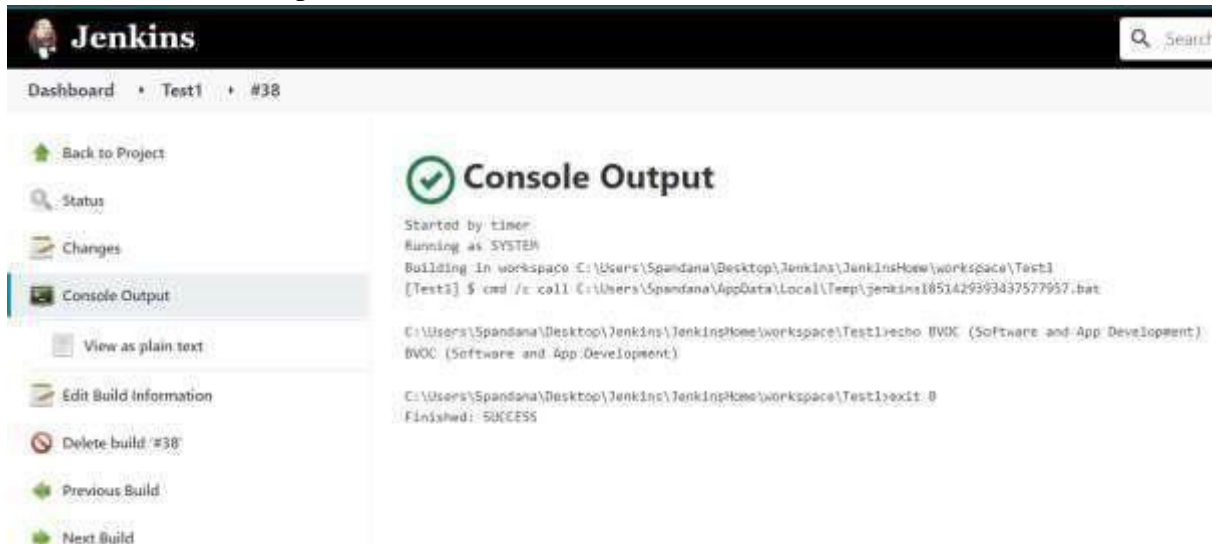 Jenkins
Search
Dashboard Test1 #38
Back to Project
Status
Changes
Console Output
View as plain text
Edit Build Information
Delete build '#38'
Previous Build
Next Build
Console Output
Started by timer
Running as SYSTEM
Building in workspace C:\Users\Spandana\Desktop\Jenkins\JenkinsHome\workspace\Test1
[Test1] $ cmd /c call C:\Users\Spandana\AppData\Local\Temp\jenkins1851429393437577957.bat
C:\Users\Spandana\Desktop\Jenkins\JenkinsHome\workspace\Test1>echo BVOC (Software and App Development)
BVOC (Software and App Development)
C:\Users\Spandana\Desktop\Jenkins\JenkinsHome\workspace\Test1>exit 0
Finished: SUCCESS